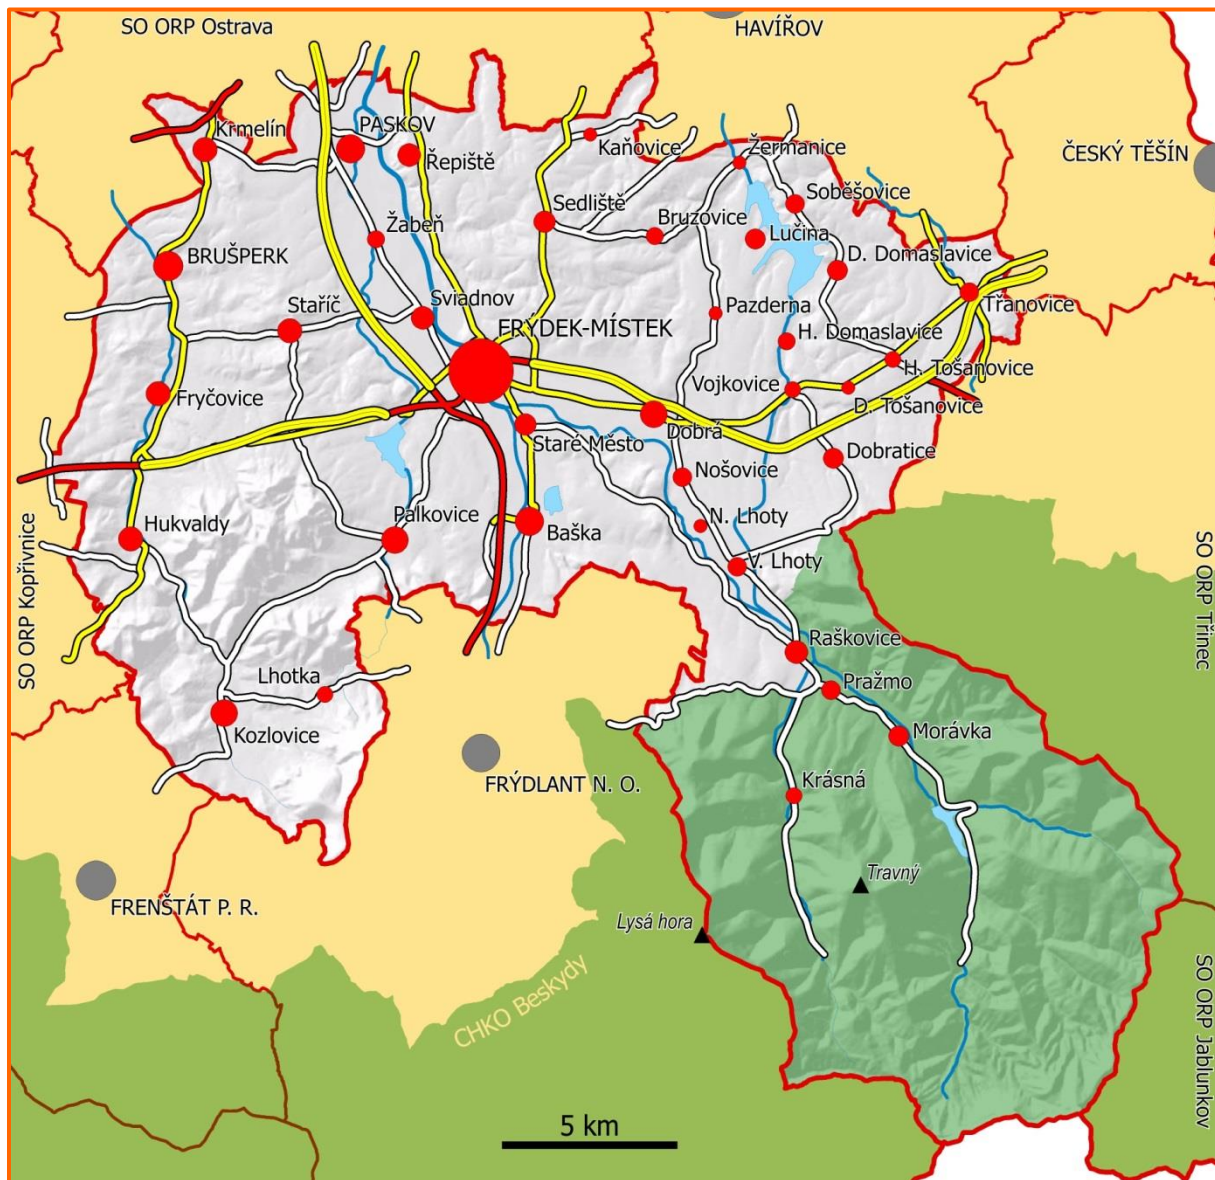 SO ORP Ostrava
HAVÍŘOV
Krmelín
PASKOV
Řepiště
Kaňovice
Žermanice
ČESKÝ TĚŠÍN
Soběšovice
Sedliště
Bruzovice
Lučina
Žabeň
BRUŠPERK
D. Domaslavice
Staříč
Sviadnov
Pazderna
Třanovice
FRÝDEK-MÍSTEK
H. Domaslavice
H. Tošanovice
Vojkovice
D. Tošanovice
Fryčovice
Staré Město
Dobrá
Dobratice
Nošovice
Hukvaldy
Palkovice
Baška
N. Lhoty
V. Lhoty
SO ORP Kopřivnice
SO ORP Třinec
Raškovice
Lhotka
Pražmo
Kozlovice
Morávka
FRÝDLANT N. O.
Krásná
Travný
FRENŠTÁT P. R.
Lysá hora
CHKO Beskydy
SO ORP Jablunkov
5 km